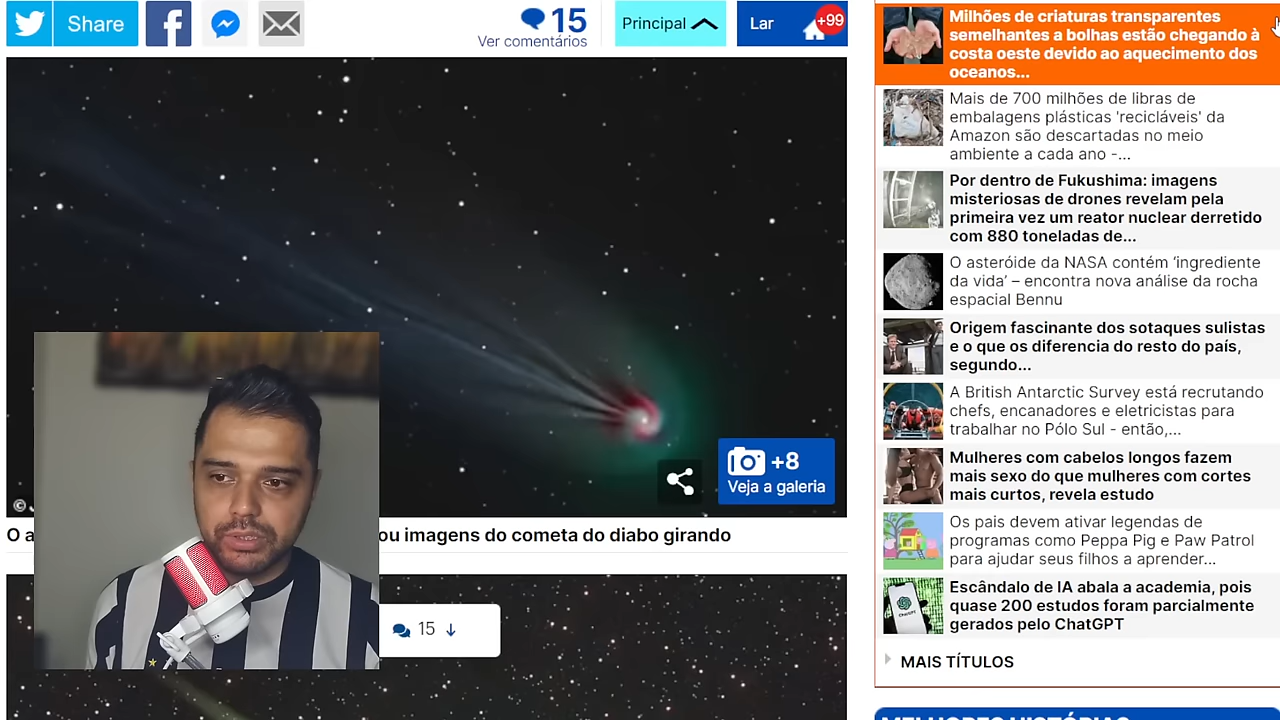 Share
15
Ver comentários
Principal
Lar
+99
+8
Veja a galeria
©
O a
ou imagens do cometa do diabo girando
15
Milhões de criaturas transparentes
semelhantes a bolhas estão chegando à
costa oeste devido ao aquecimento dos
oceanos...
Mais de 700 milhões de libras de
embalagens plásticas 'recicláveis' da
Amazon são descartadas no meio
ambiente a cada ano -...
Por dentro de Fukushima: imagens
misteriosas de drones revelam pela
primeira vez um reator nuclear derretido
com 880 toneladas de...
O asteróide da NASA contém ‘ingrediente
da vida’ – encontra nova análise da rocha
espacial Bennu
Origem fascinante dos sotaques sulistas
e o que os diferencia do resto do país,
segundo...
A British Antarctic Survey está recrutando
chefs, encanadores e eletricistas para
trabalhar no Pólo Sul - então,...
Mulheres com cabelos longos fazem
mais sexo do que mulheres com cortes
mais curtos, revela estudo
Os pais devem ativar legendas de
programas como Peppa Pig e Paw Patrol
para ajudar seus filhos a aprender...
Escândalo de IA abala a academia, pois
quase 200 estudos foram parcialmente
gerados pelo ChatGPT
MAIS TÍTULOS
MELHORES HISTÓRIAS